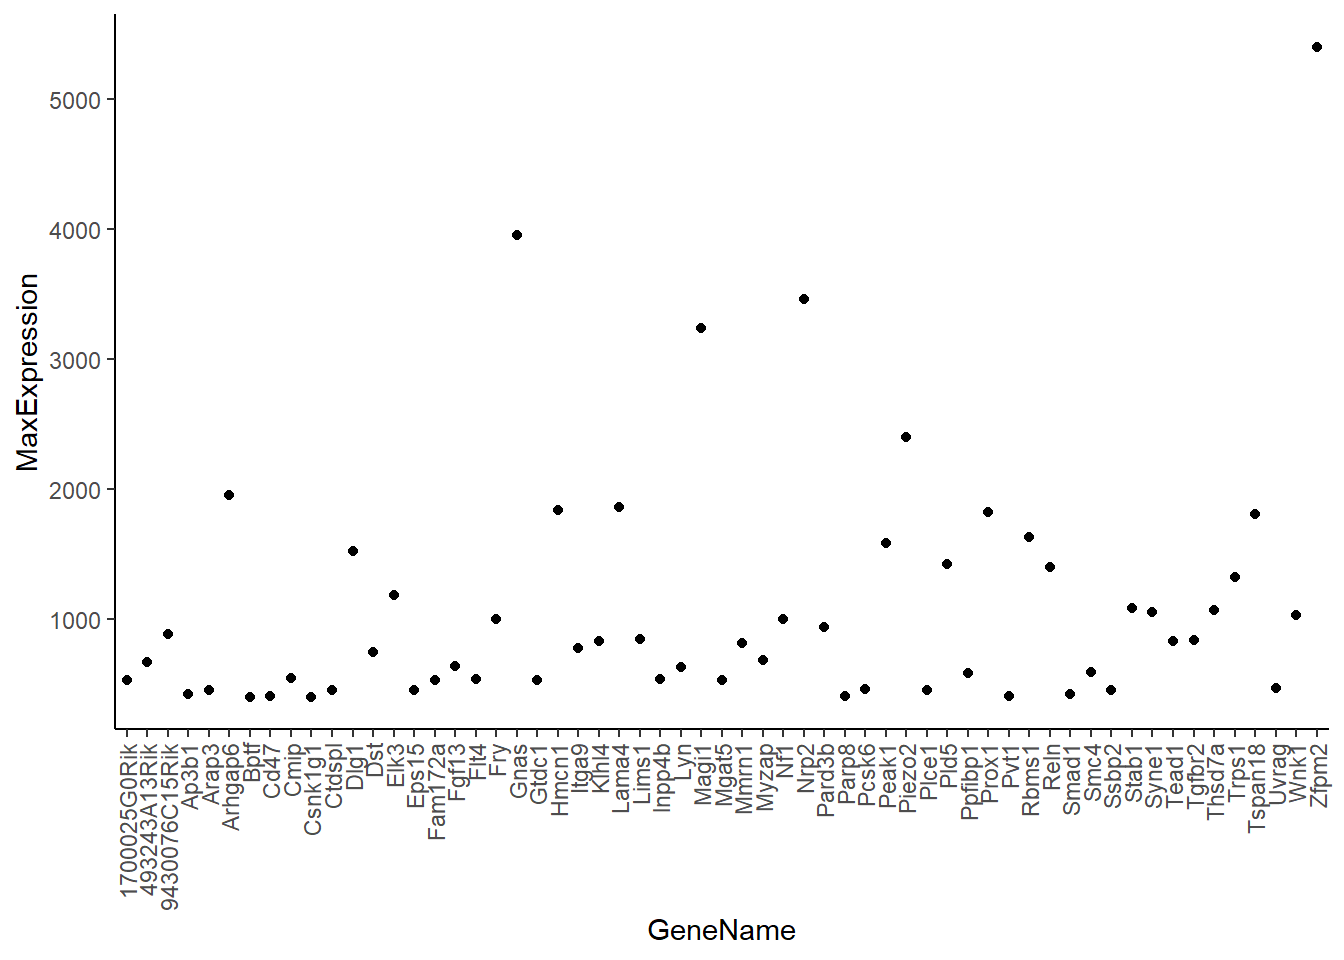 MaxExpression
5000
4000
3000
2000
1000
1700025G0Rik
493243A13Rik
9430076C15Rik
Ap3b1
Arap3
Arhgap6
Bptf
Cd47
Cmip
Csnk1g1
Ctdspl
Dlg1
Dst
Elk3
Eps15
Fam172a
Fgf13
Flt4
Fry
Gnas
Gtdc1
Hmcn1
Itga9
Klhl4
Lama4
Lims1
Inpp4b
Lyn
Magi1
Mgat5
Mmrn1
Myzap
Nf1
Nrp2
Pard3b
Parp8
Pcsk6
Peak1
Piezo2
Plce1
Pld5
Ppfibp1
Prox1
Pvt1
Rbms1
Reln
Smad1
Smc4
Ssbp2
Stab1
Syne1
Tead1
Tgfbr2
Thsd7a
Trps1
Tspan18
Uvrag
Wnk1
Zfpm2
GeneName